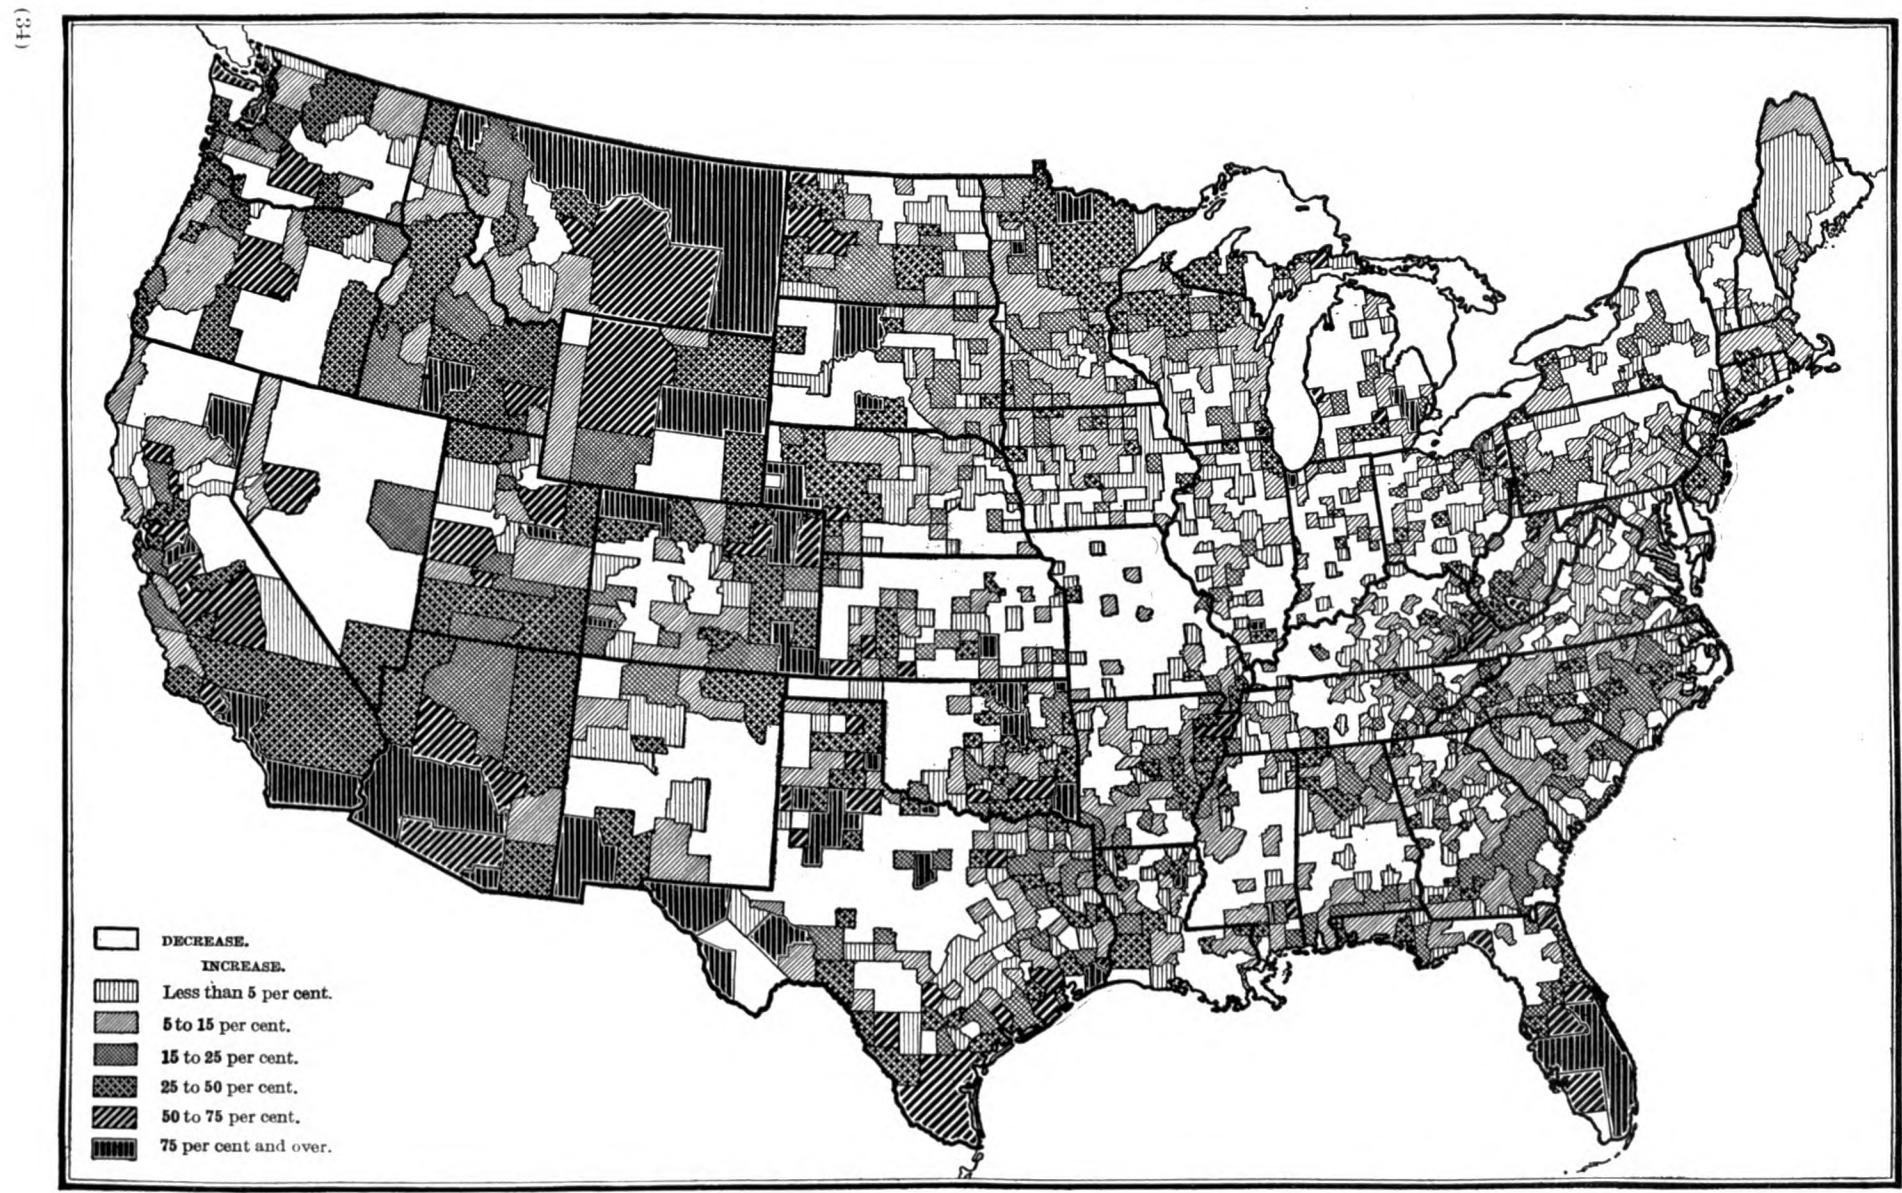 (34)
DECREASE.
INCREASE.
Less than 5 per cent.
5 to 15 per cent.
15 to 25 per cent.
25 to 50 per cent.
50 to 75 per cent.
75 per cent and over.